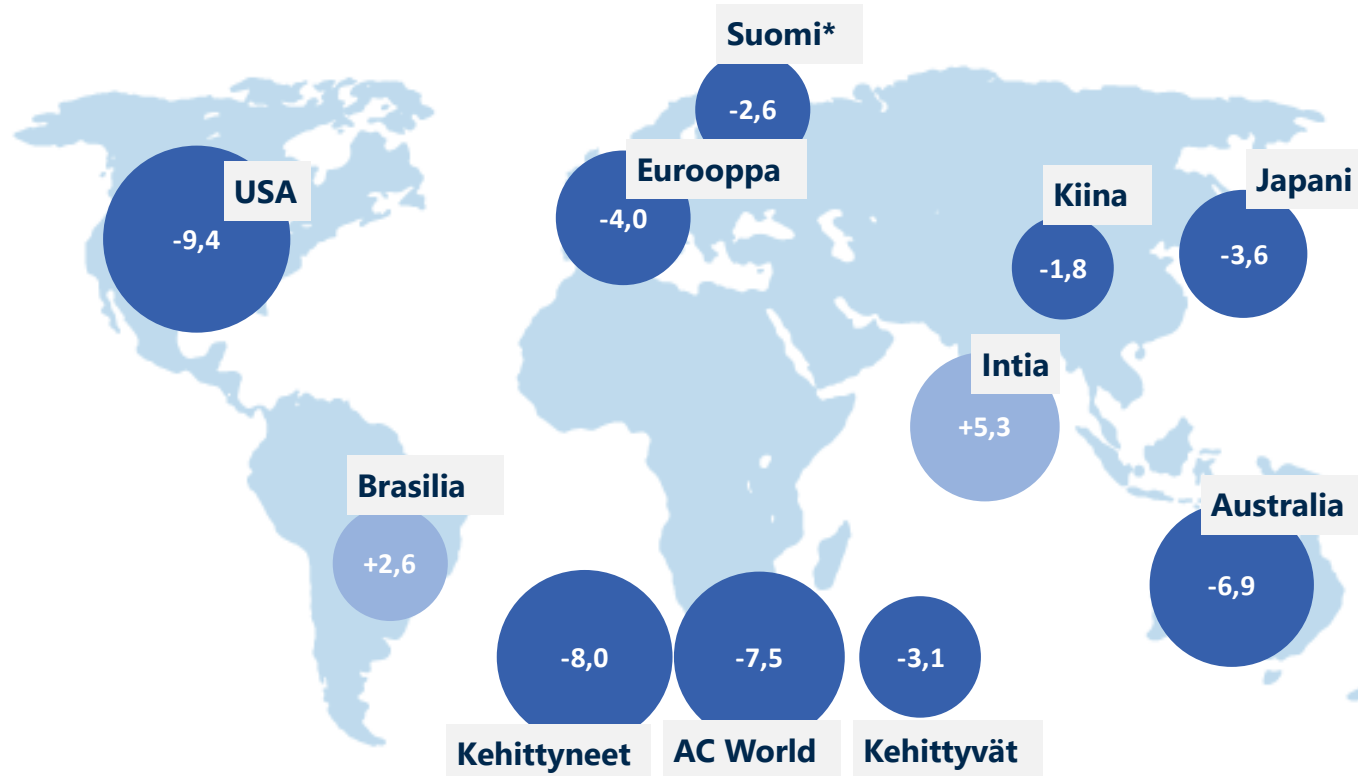 Suomi*
-2,6
USA
-9,4
Eurooppa
-4,0
Kiina
-1,8
Japani
-3,6
Intia
+5,3
Brasilia
+2,6
Australia
-6,9
-8,0
Kehittyneet
-7,5
AC World
-3,1
Kehittyvät